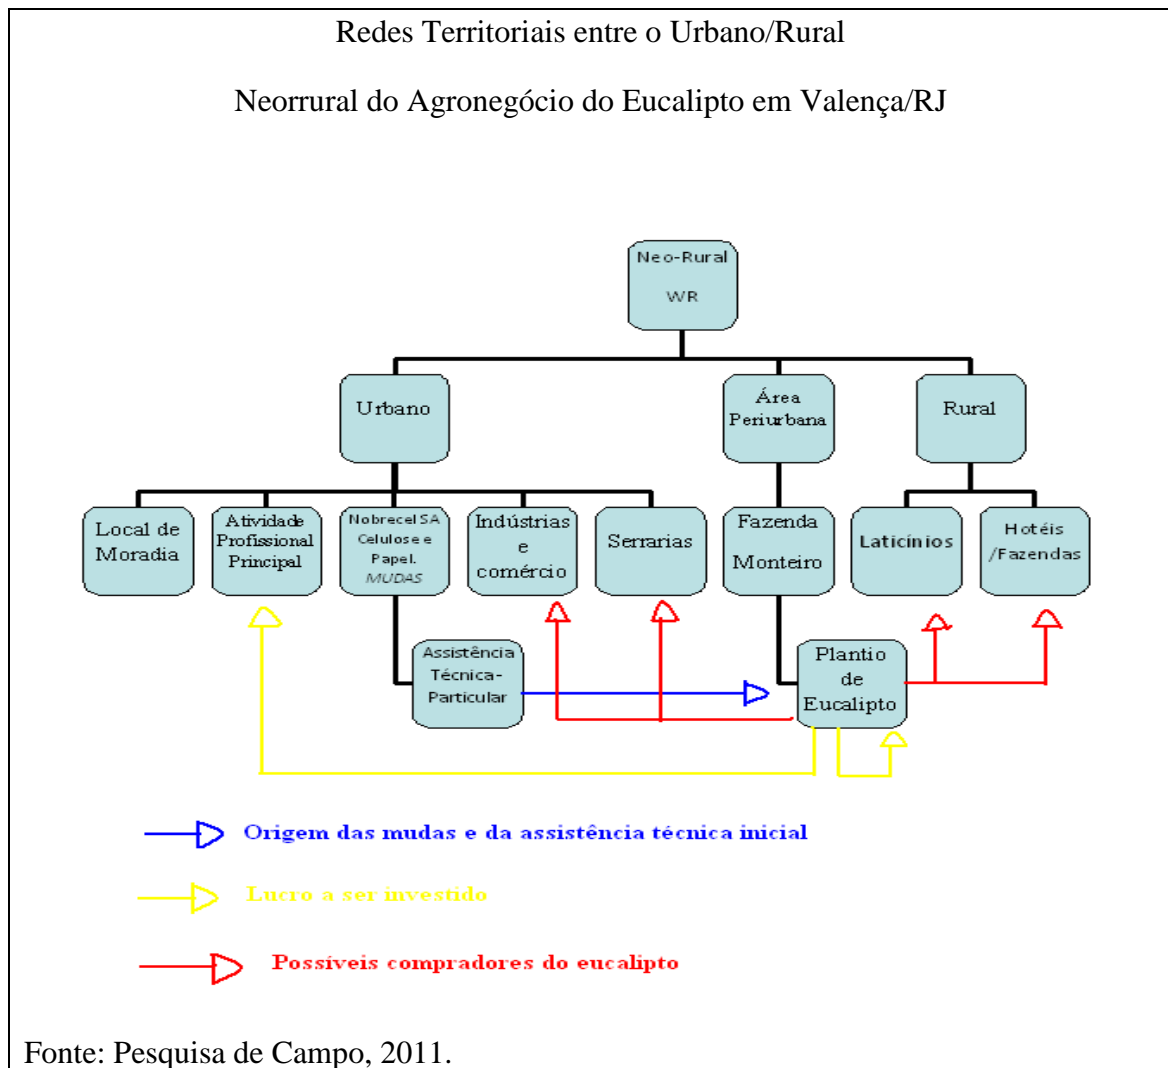 Redes Territoriais entre o Urbano/Rural
Neorrural do Agronegócio do Eucalipto em Valença/RJ
Neo-Rural
WR
Urbano
Área
Periurbana
Rural
Local de
Moradia
Atividade
Profissional
Principal
Nobrecel SA
Celulose e
Papel.
MUDAS
Indústrias
e
comércio
Serrarias
Fazenda
Monteiro
Laticínios
Hotéis
/Fazendas
Assistência
Técnica-
Particular
Plantio
de
Eucalipto
Origem das mudas e da assistência técnica inicial
Lucro a ser investido
Possíveis compradores do eucalipto
Fonte: Pesquisa de Campo, 2011.